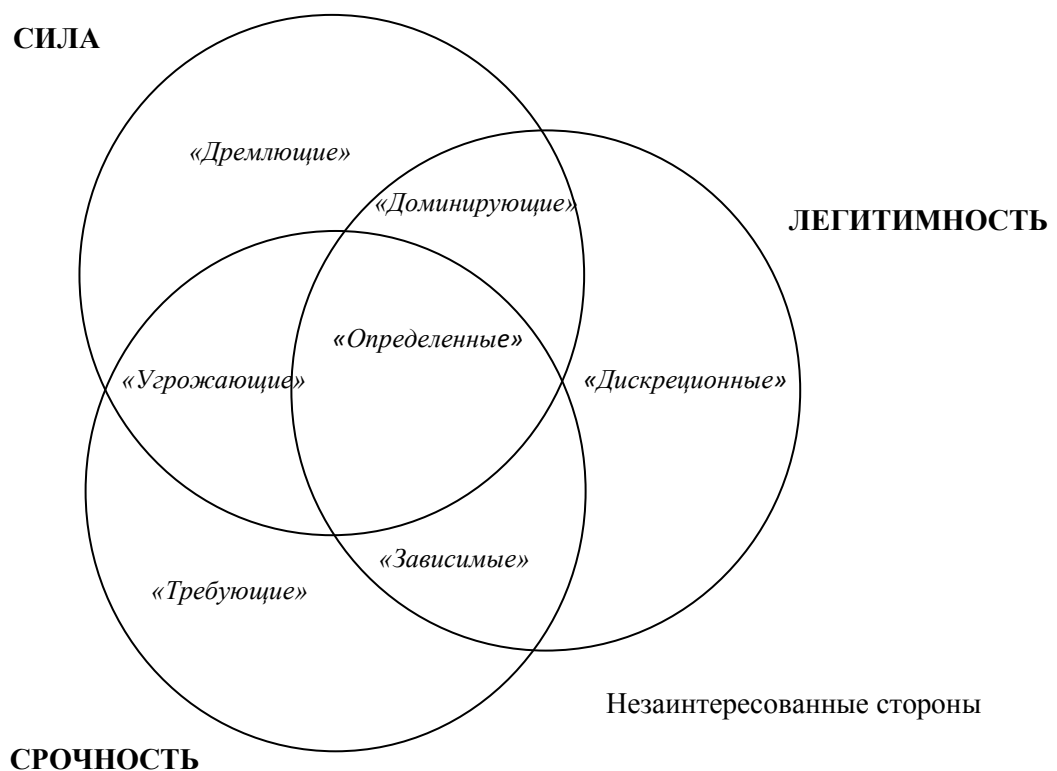 СИЛА
«Дремлющие»
«Доминирующие»
ЛЕГИТИМНОСТЬ
«Определенные»
«Угрожающие»
«Дискреционные»
«Зависимые»
«Требующие»
Незаинтересованные стороны
СРОЧНОСТЬ